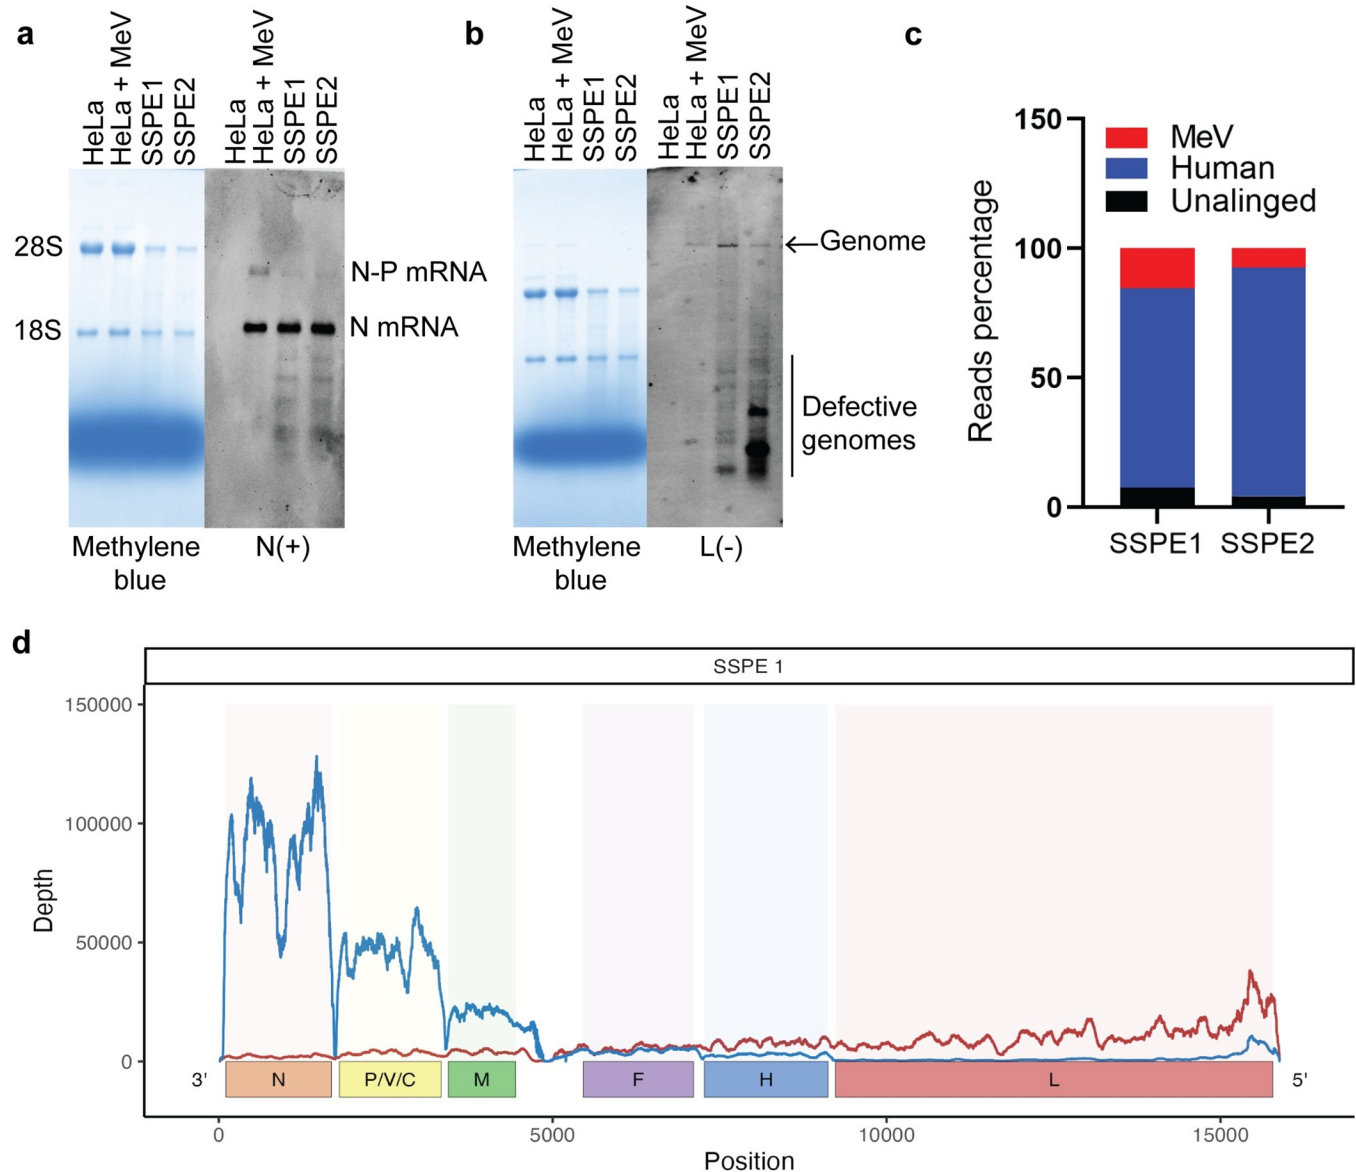 a
HeLa
HeLa + MeV
SSPE1
SSPE2
HeLa
HeLa + MeV
SSPE1
SSPE2
28S
18S
N-P mRNA
N mRNA
Methylene
blue
N(+)
b
HeLa
HeLa + MeV
SSPE1
SSPE2
HeLa
HeLa + MeV
SSPE1
SSPE2
Genome
Defective
genomes
Methylene
blue
L(-)
c
150
100
50
0
Reads percentage
MeV
Human
Unalinged
SSPE1 SSPE2
d
SSPE 1
150000
100000
50000
0
Depth
3' N P/V/C M F H L 5'
0 5000 10000 15000
Position